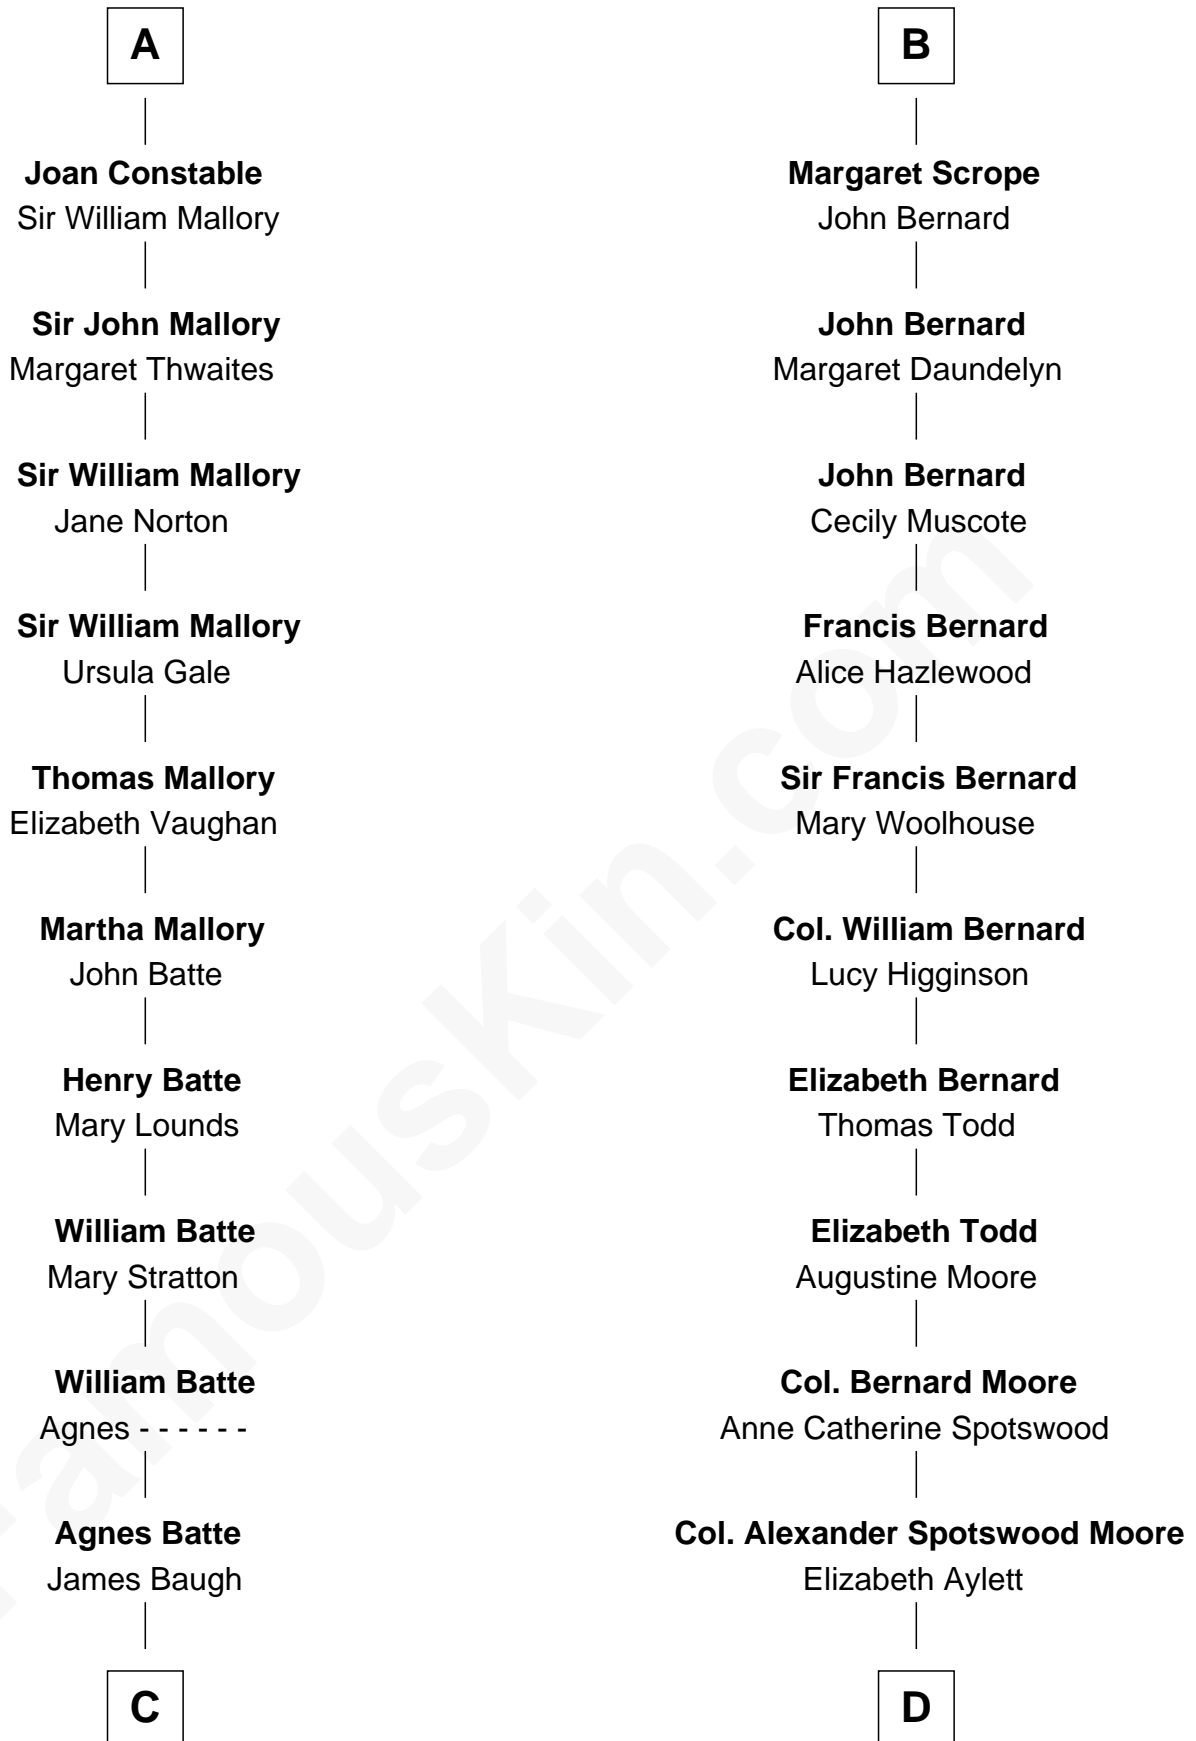 A
Joan Constable
Sir William Mallory
Sir John Mallory
Margaret Thwaites
Sir William Mallory
Jane Norton
Sir William Mallory
Ursula Gale
Thomas Mallory
Elizabeth Vaughan
Martha Mallory
John Batte
Henry Batte
Mary Lounds
William Batte
Mary Stratton
William Batte
Agnes - - - - - -
Agnes Batte
James Baugh
C
B
Margaret Scrope
John Bernard
John Bernard
Margaret Daundelyn
John Bernard
Cecily Muscote
Francis Bernard
Alice Hazlewood
Sir Francis Bernard
Mary Woolhouse
Col. William Bernard
Lucy Higginson
Elizabeth Bernard
Thomas Todd
Elizabeth Todd
Augustine Moore
Col. Bernard Moore
Anne Catherine Spotswood
Col. Alexander Spotswood Moore
Elizabeth Aylett
D
FamousKin.com